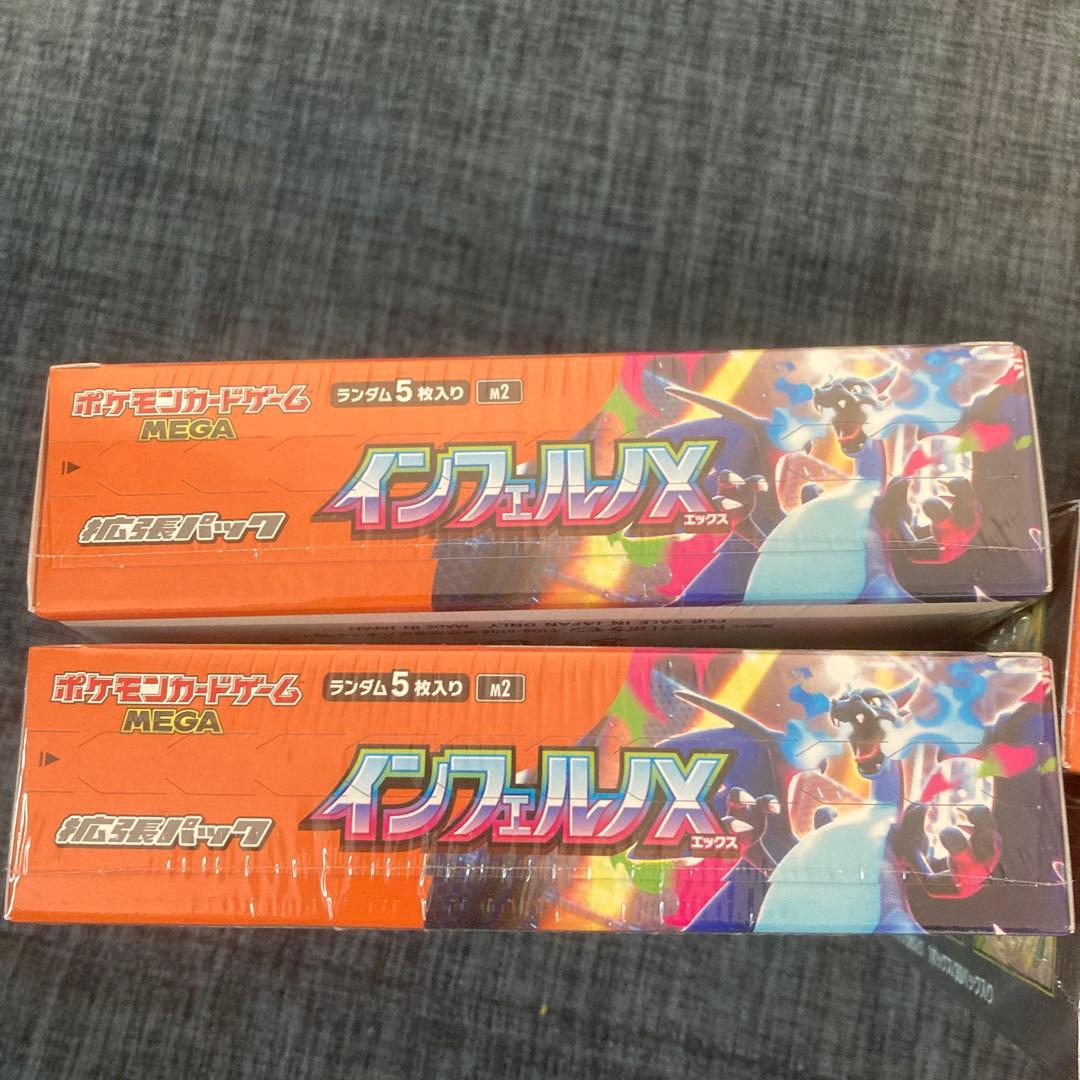 ポケモンカードゲーム
MEGA
ランダム5枚入り
M2
インフェルノX
エックス
拡張パック
FOR SALE IN JAPAN ONLY MADE IN JAPAN
ポケモンカードゲーム
MEGA
ランダム5枚入り
M2
インフェルノX
エックス
拡張パック